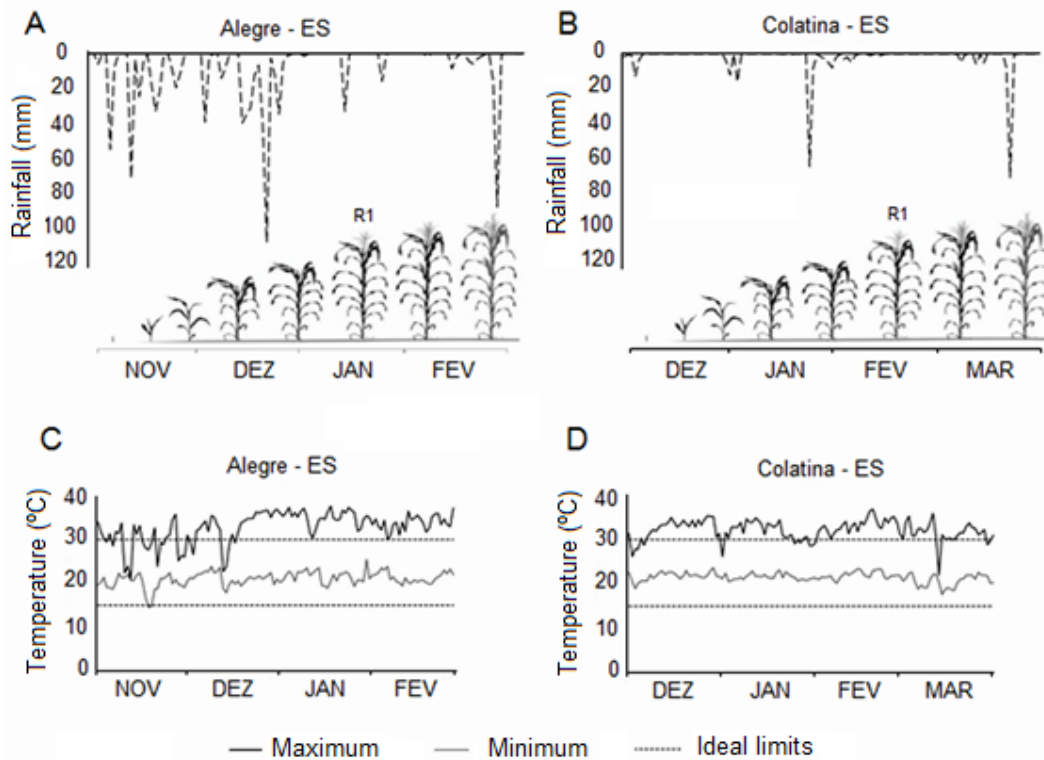 A
Alegre - ES
Rainfall (mm)
0
20
40
60
80
100
120
R1
NOV DEZ JAN FEV
B
Colatina - ES
Rainfall (mm)
0
20
40
60
80
100
120
R1
DEZ JAN FEV MAR
C
Alegre - ES
Temperature (ºC)
40
30
20
10
0
NOV DEZ JAN FEV
D
Colatina - ES
Temperature (ºC)
40
30
20
10
0
DEZ JAN FEV MAR
Maximum Minimum Ideal limits